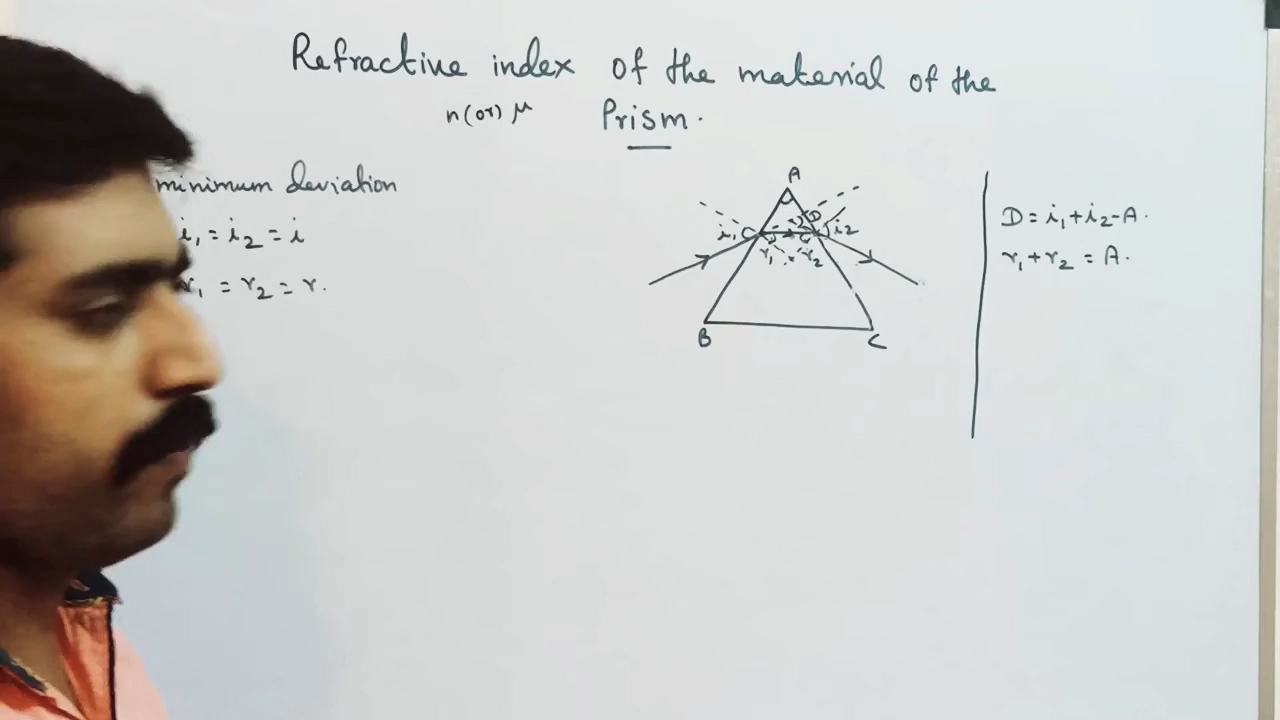 Refractive index of the material of the
n(or) μ Prism.
minimum deviation
i₁ = i₂ = i
r₁ = r₂ = r.
A
D
i₁ i₂
r₁ r₂
B C
D = i₁ + i₂ - A.
r₁ + r₂ = A.